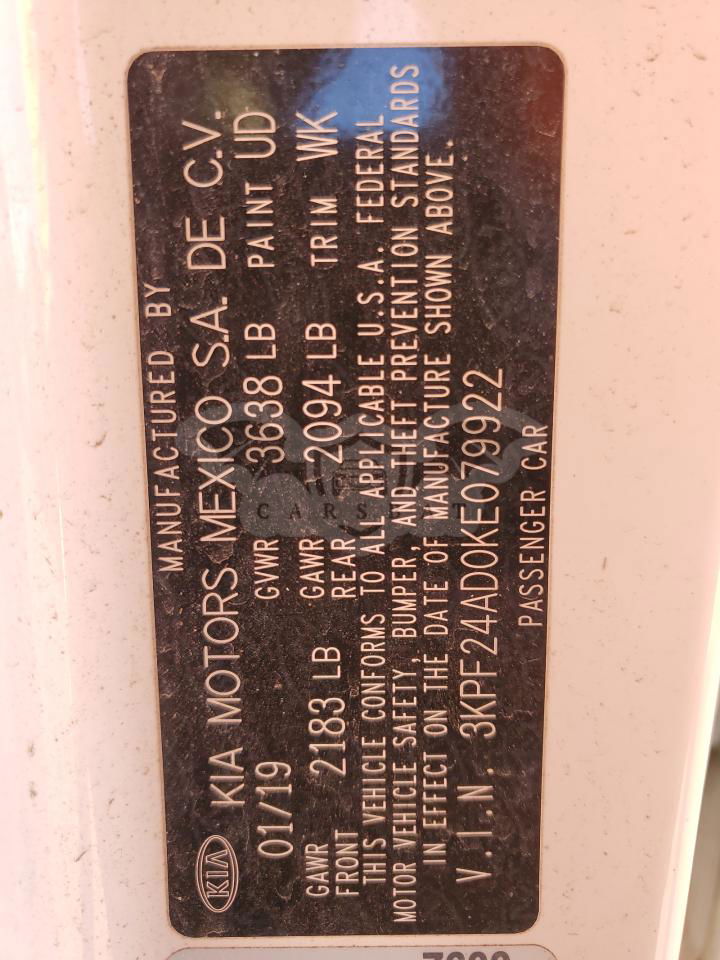 MANUFACTURED BY
KIA KIA MOTORS MEXICO S.A. DE C.V.
01/19 GVWR 3638 LB PAINT UD
GAWR FRONT 2183 LB GAWR REAR 2094 LB TRIM WK
THIS VEHICLE CONFORMS TO ALL APPLICABLE U.S.A. FEDERAL
MOTOR VEHICLE SAFETY, BUMPER, AND THEFT PREVENTION STANDARDS
IN EFFECT ON THE DATE OF MANUFACTURE SHOWN ABOVE.
V.I.N. 3KPF24AD0KE079922
PASSENGER CAR